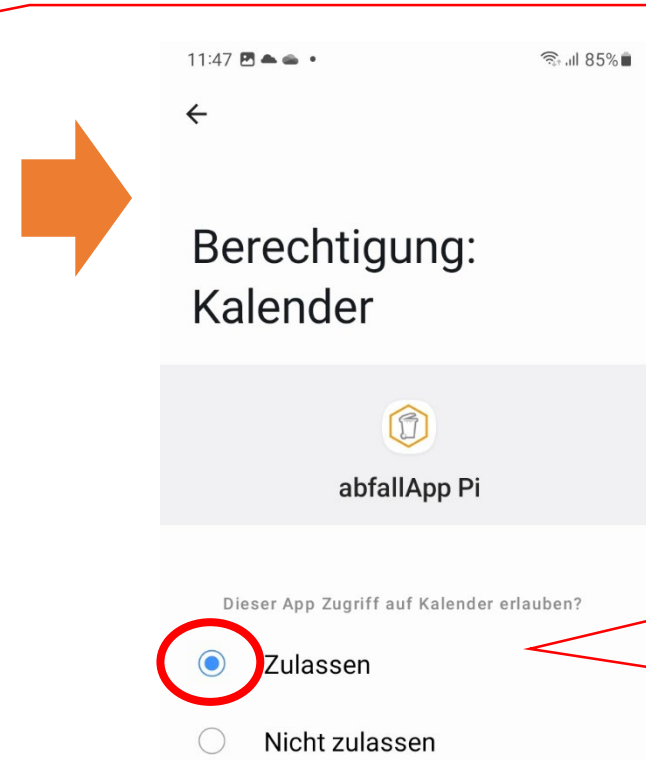 11:47 85%
Berechtigung:
Kalender
abfallApp Pi
Dieser App Zugriff auf Kalender erlauben?
Zulassen
Nicht zulassen